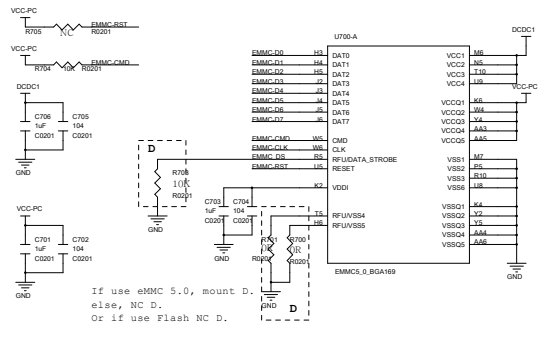 VCC-PC
EMMC-RST
R705 NC R0201
VCC-PC
EMMC-CMD
R704 10K R0201
DCDC1
C706 1uF C0201
C705 104 C0201
GND
VCC-PC
C701 1uF C0201
C702 104 C0201
GND
D
R703
10K
R0201
GND
C703 1uF C0201
C704 104 C0201
GND
R701 0R R0201
R700 0R R0201
GND
D
U700-A
EMMC-D0 H3 DAT0
EMMC-D1 H4 DAT1
EMMC-D2 H5 DAT2
EMMC-D3 J2 DAT3
EMMC-D4 J3 DAT4
EMMC-D5 J4 DAT5
EMMC-D6 J5 DAT6
EMMC-D7 J6 DAT7
EMMC-CMD W5 CMD
EMMC-CLK W6 CLK
EMMC_DS R5 RFU/DATA_STROBE
EMMC-RST U5 RESET
K2 VDDI
T5 RFU/VSS4
H6 RFU/VSS5
DCDC1
VCC1 M6
VCC2 N5
VCC3 T10
VCC4 U9
VCC-PC
VCCQ1 K6
VCCQ2 W4
VCCQ3 Y4
VCCQ4 AA3
VCCQ5 AA5
VSS1 M7
VSS2 P5
VSS3 R10
VSS6 U8
VSSQ1 K4
VSSQ2 Y2
VSSQ3 Y5
VSSQ4 AA4
VSSQ5 AA6
GND
EMMC5_0_BGA169
If use eMMC 5.0, mount D.
else, NC D.
Or if use Flash NC D.